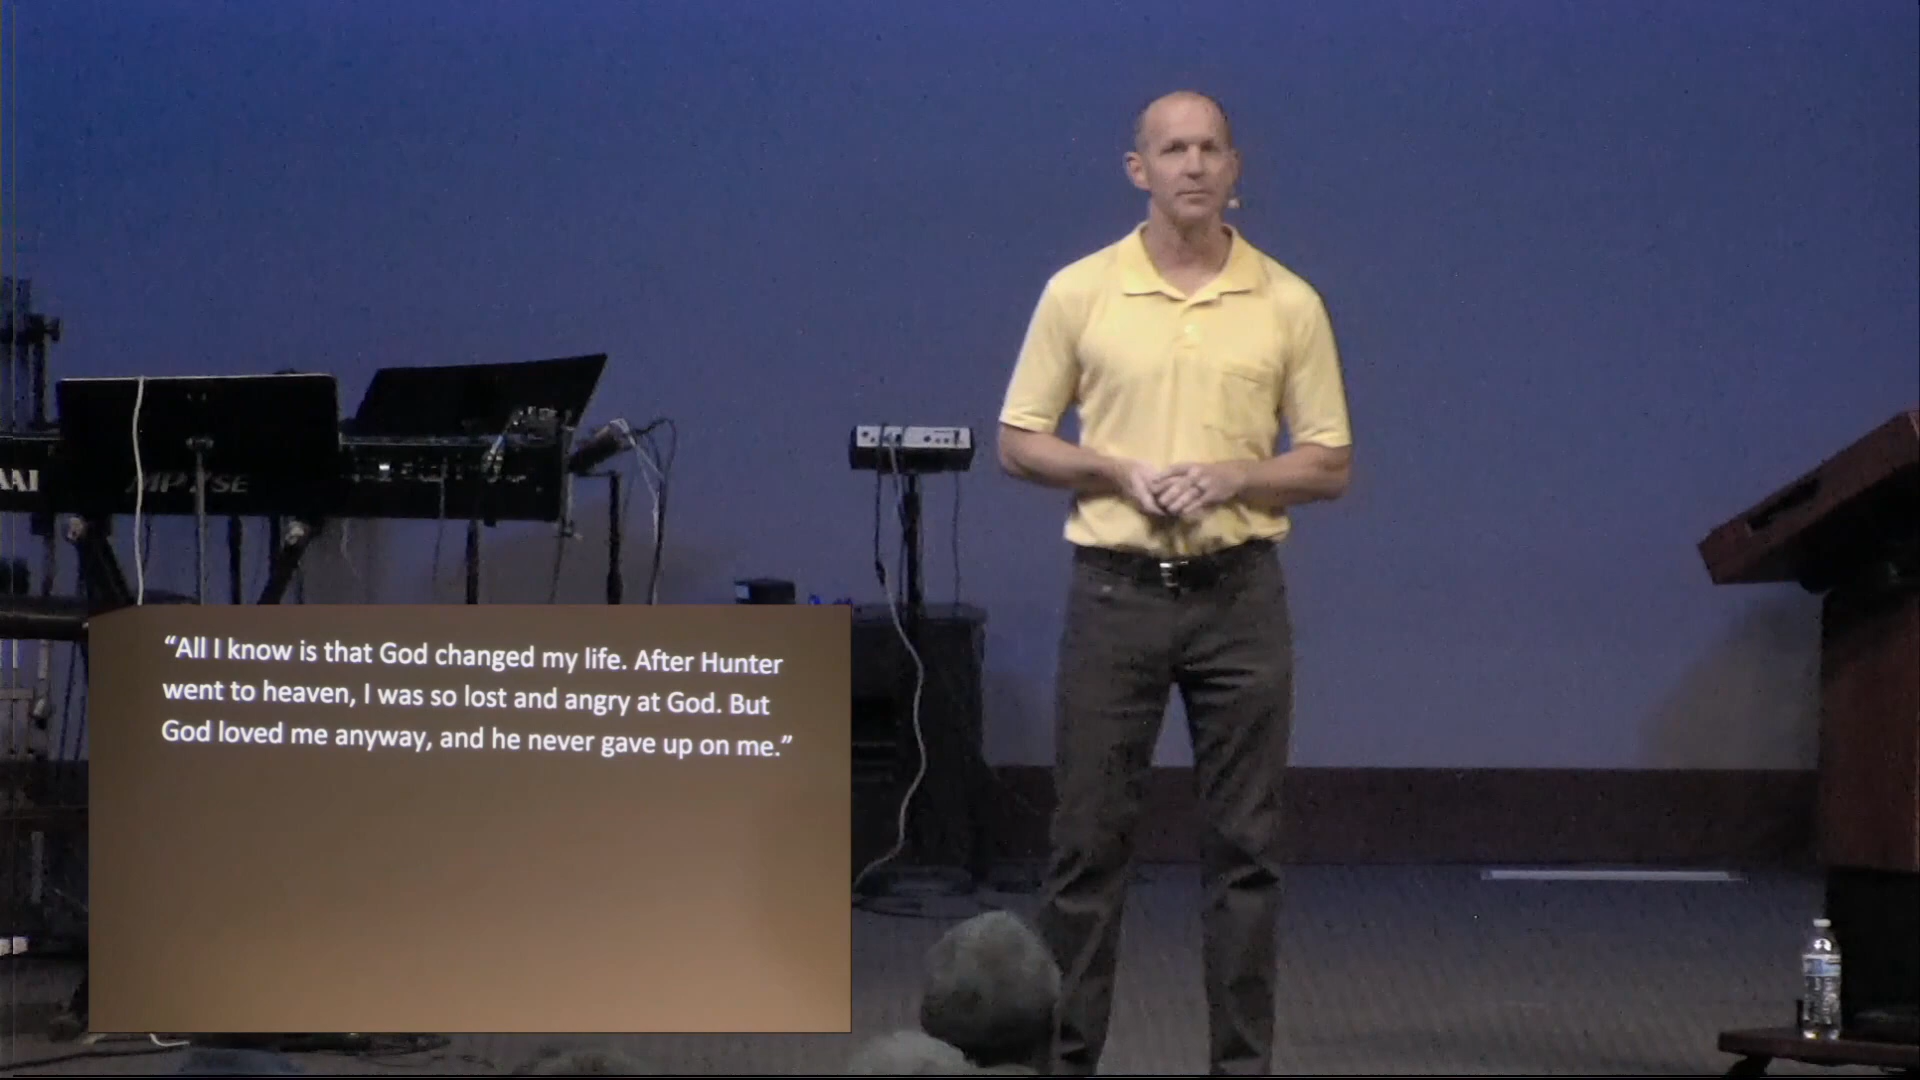 “All I know is that God changed my life. After Hunter
went to heaven, I was so lost and angry at God. But
God loved me anyway, and he never gave up on me.”